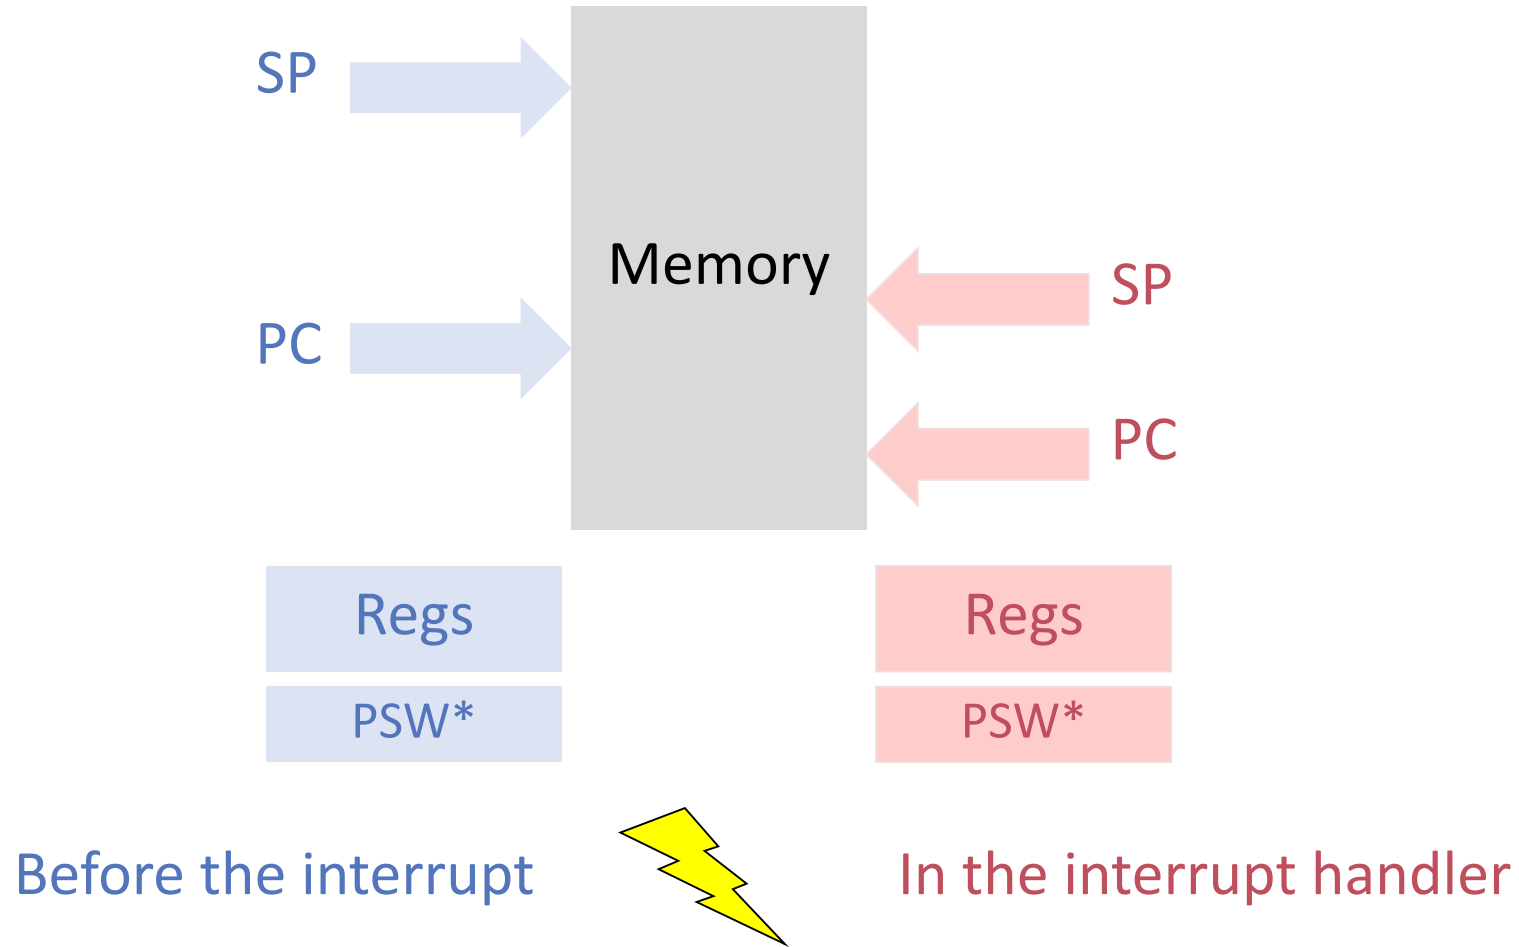 SP
Memory
SP
PC
PC
Regs
Regs
PSW*
PSW*
Before the interrupt
In the interrupt handler